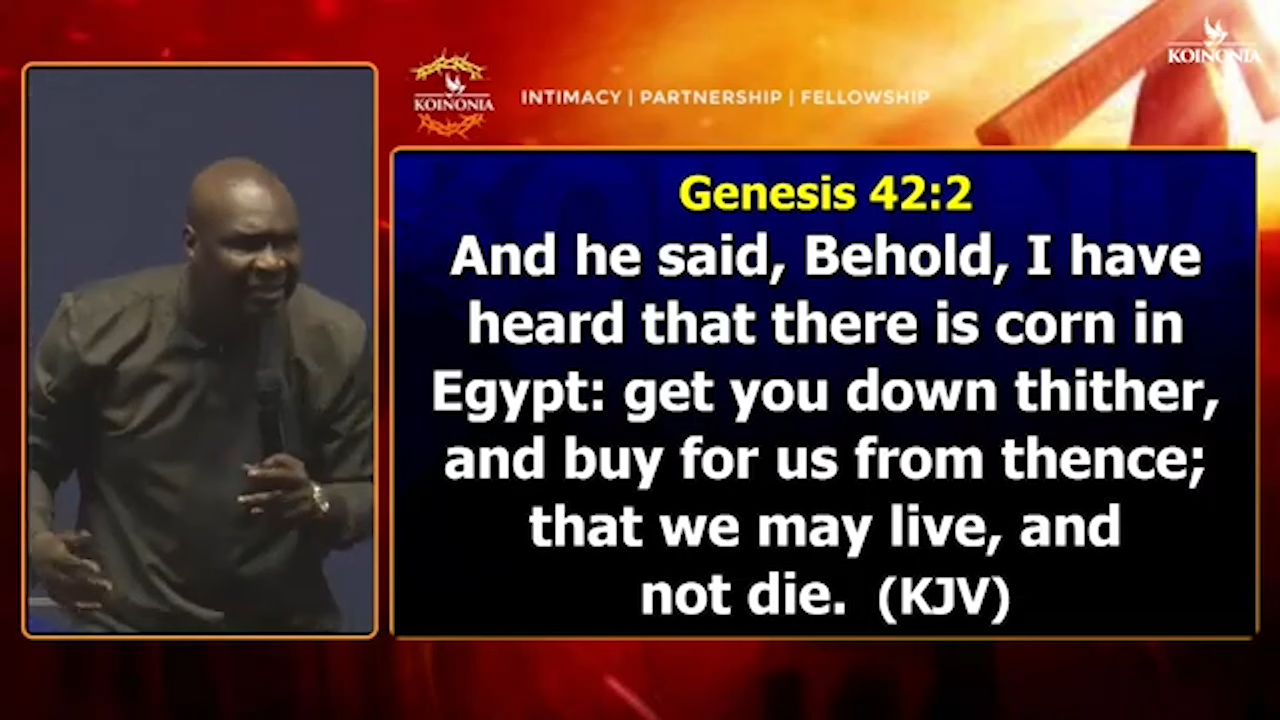 KOINONIA
KOINONIA
INTIMACY | PARTNERSHIP | FELLOWSHIP
Genesis 42:2
And he said, Behold, I have
heard that there is corn in
Egypt: get you down thither,
and buy for us from thence;
that we may live, and
not die. (KJV)